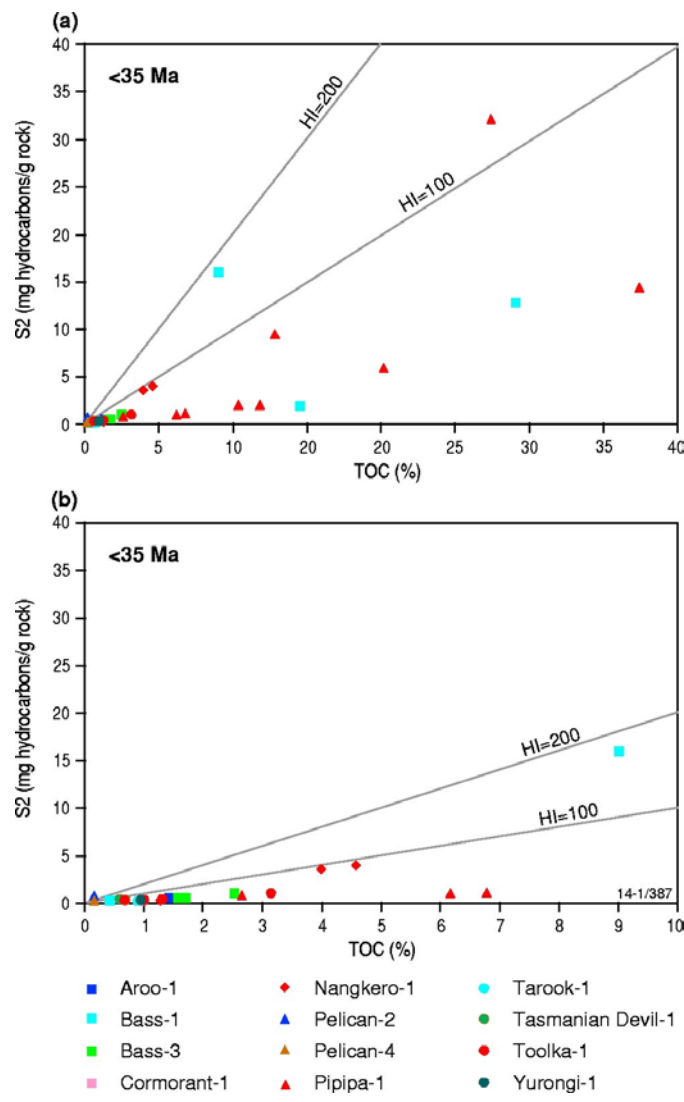 (a)
<35 Ma
S2 (mg hydrocarbons/g rock)
40
35
30
25
20
15
10
5
0
HI=200
HI=100
0 5 10 20 20 25 30 35 40
TOC (%)
(b)
<35 Ma
S2 (mg hydrocarbons/g rock)
40
35
30
25
20
15
10
5
0
HI=200
HI=100
14-1/387
0 1 2 3 4 5 6 7 8 9 10
TOC (%)
Aroo-1 Nangkero-1 Tarook-1
Bass-1 Pelican-2 Tasmanian Devil-1
Bass-3 Pelican-4 Toolka-1
Cormorant-1 Pipipa-1 Yurongi-1